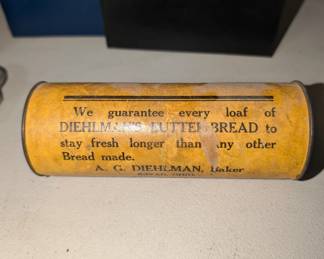 We guarantee every loaf of
DIEHLMAN'S BUTTER BREAD to
stay fresh longer than any other
Bread made.
A. G. DIEHLMAN, Baker